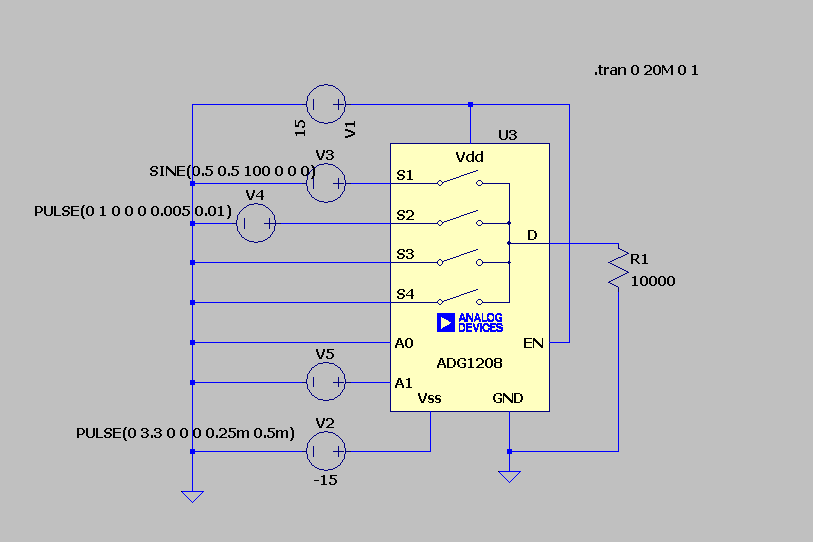 .tran 0 20M 0 1
15
V1
U3
Vdd
V3
SINE(0.5 0.5 100 0 0 0)
S1
V4
PULSE(0 1 0 0 0 0.005 0.01)
S2
D
S3
R1
10000
S4
ANALOG
DEVICES
A0
EN
V5
ADG1208
A1
Vss
GND
V2
PULSE(0 3.3 0 0 0 0.25m 0.5m)
-15